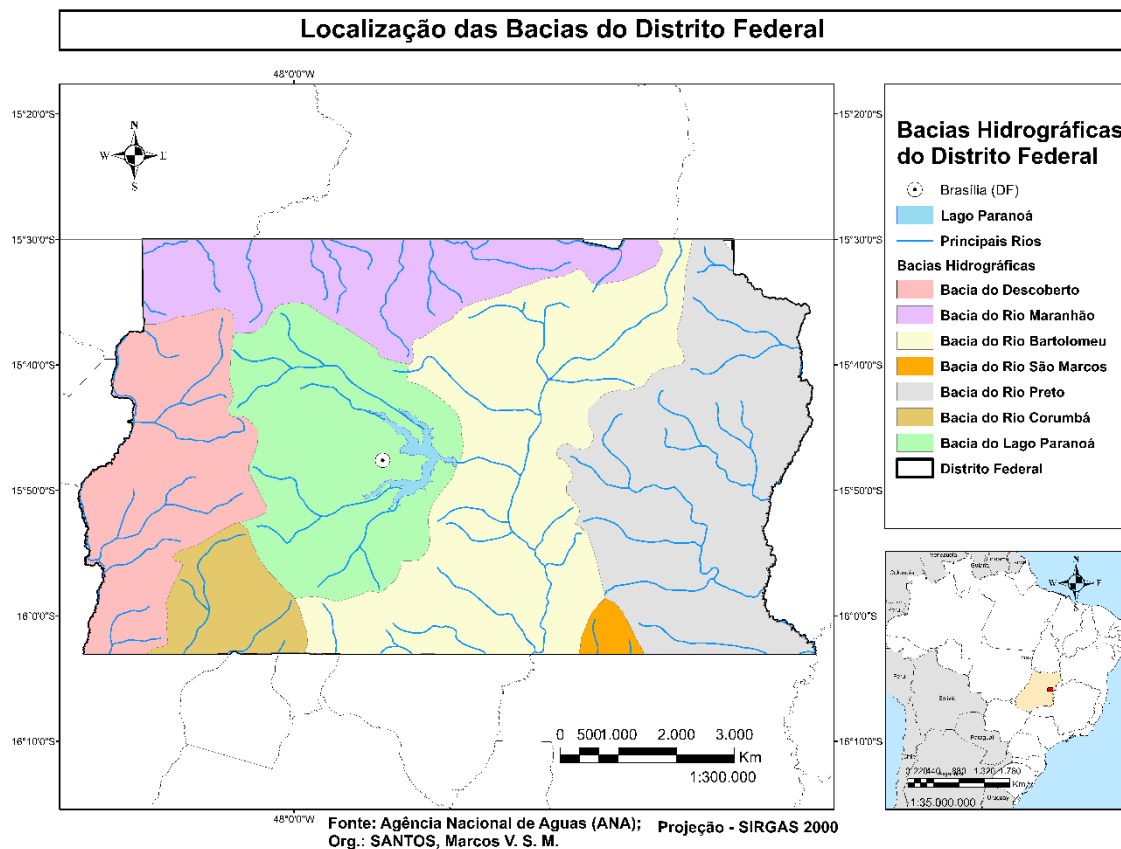 Localização das Bacias do Distrito Federal
48°0'0"W
15°20'0"S
15°20'0"S
N
W
E
S
15°30'0"S
15°30'0"S
15°40'0"S
15°40'0"S
15°50'0"S
15°50'0"S
16°0'0"S
16°0'0"S
16°10'0"S
16°10'0"S
0 500 1.000 2.000 3.000
Km
1:300.000
48°0'0"W
Fonte: Agência Nacional de Aguas (ANA);
Org.: SANTOS, Marcos V. S. M.
Projeção - SIRGAS 2000
Bacias Hidrográficas
do Distrito Federal
Brasília (DF)
Lago Paranoá
Principais Rios
Bacias Hidrográficas
Bacia do Descoberto
Bacia do Rio Maranhão
Bacia do Rio Bartolomeu
Bacia do Rio São Marcos
Bacia do Rio Preto
Bacia do Rio Corumbá
Bacia do Lago Paranoá
Distrito Federal
Venezuela
Guiana
N
W
E
S
Paraguai
Uruguay
Km
1:35.000.000